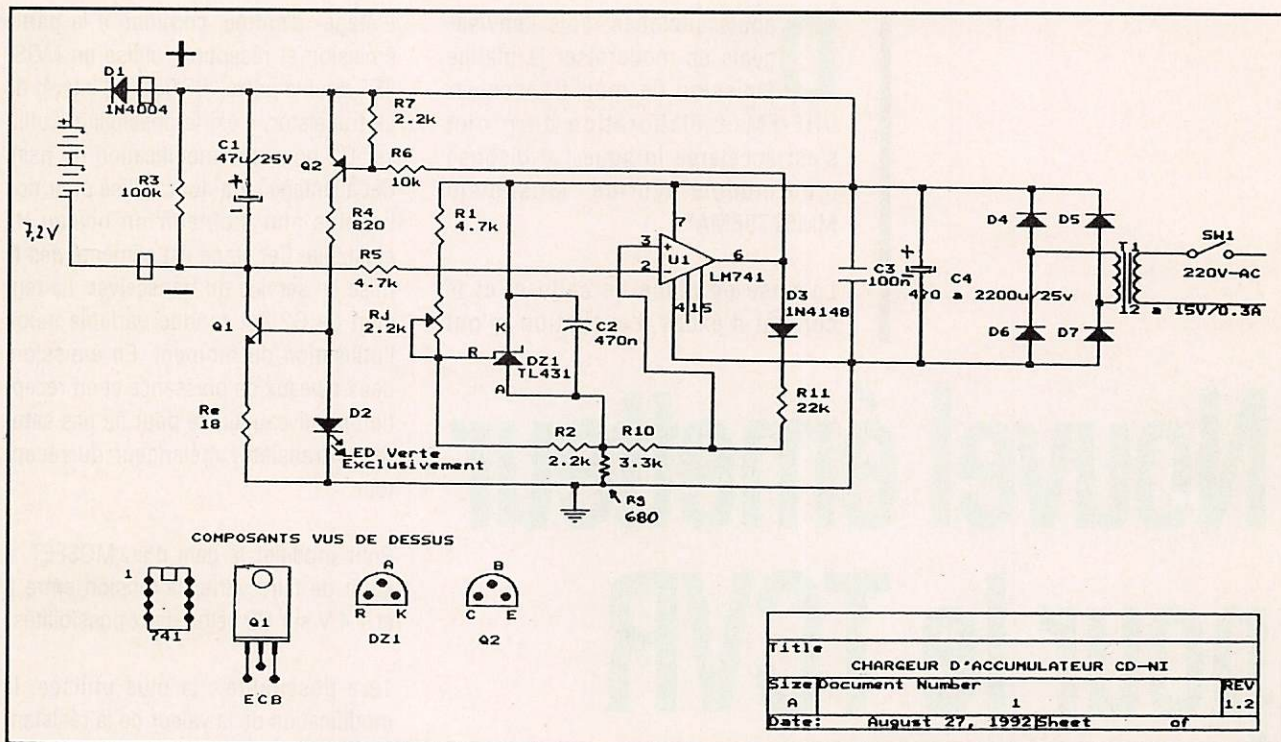 +
D1
1N4004
R7
2.2k
C1
47u/25V
Q2
R6
10k
R3
100k
+
+
7,2V
R4
820
R1
4.7k
R5
4.7k
7
3
+
2
-
U1
6
LM741
4
5
C3
100n
+
C4
470 a 2200u/25v
D4
D5
T1
SW1
220V-AC
12 a 15V/0.3A
D6
D7
D3
1N4148
-
Q1
RJ
2.2k
K
R
DZ1
TL431
A
C2
470n
R11
22k
Re
18
D2
LED Verte
Exclusivement
R2
2.2k
R10
3.3k
R9
680
COMPOSANTS VUS DE DESSUS
1
741
Q1
E C B
A
R K
DZ1
B
C E
Q2
Title
CHARGEUR D'ACCUMULATEUR CD-NI
Size Document Number REV
A 1 1.2
Date: August 27, 1992 Sheet of